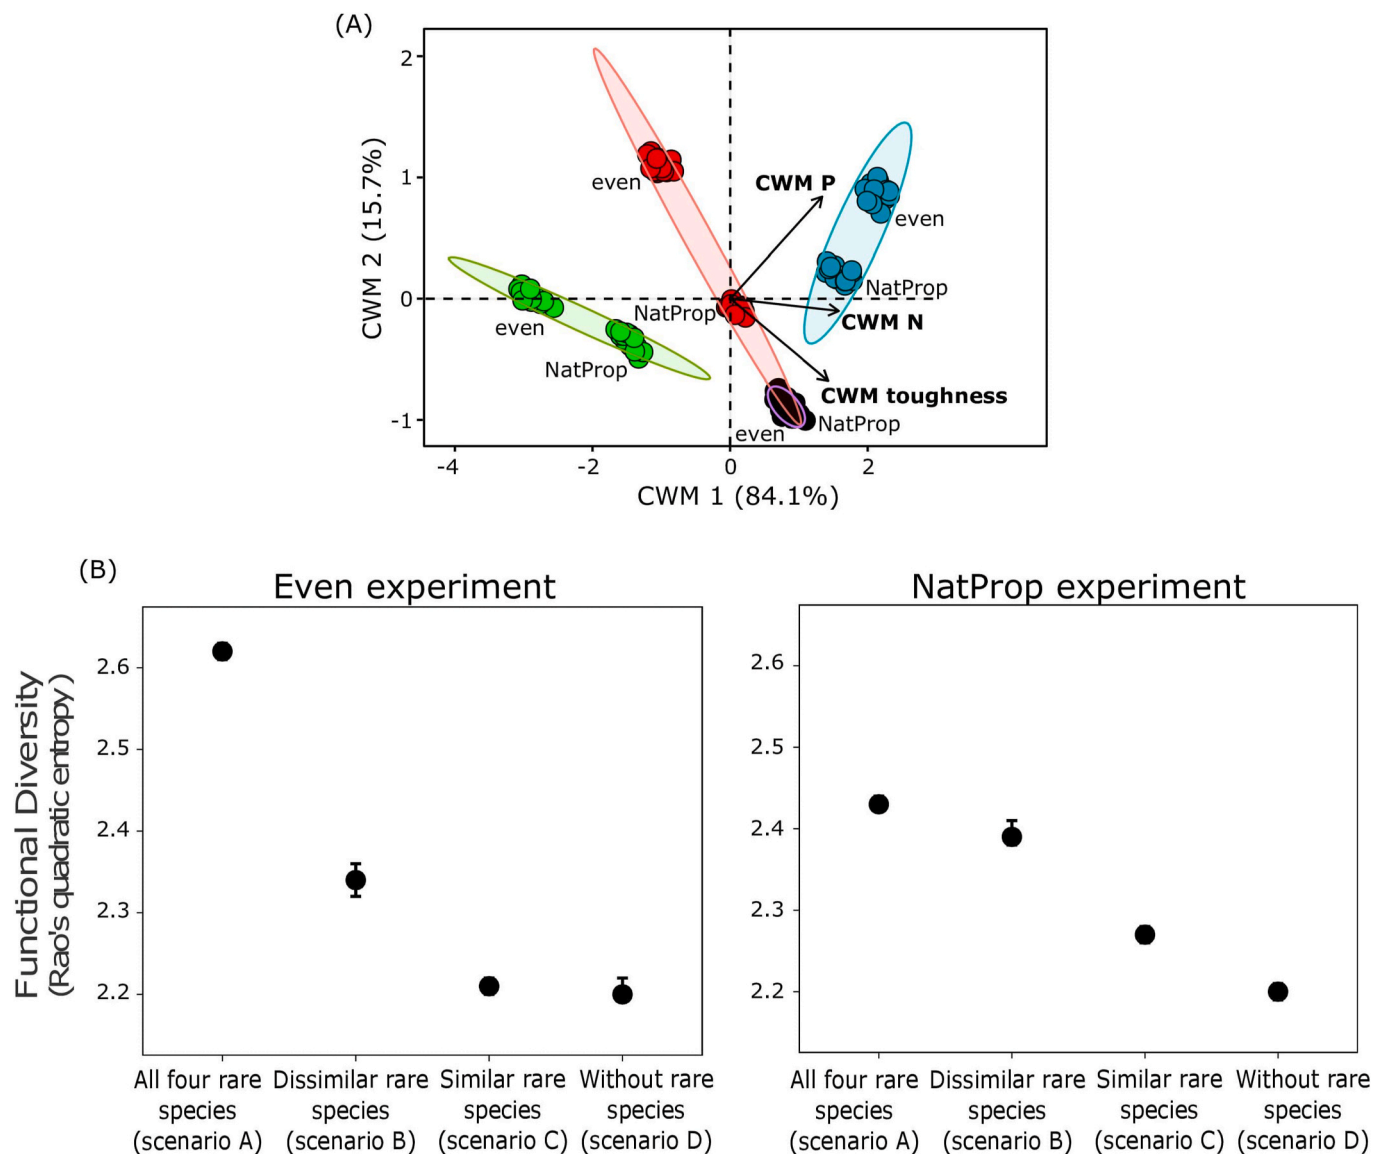 (A)
2
1
0
-1
CWM 2 (15.7%)
even
CWM P
even
NatProp
NatProp
CWM N
even
NatProp
CWM toughness
NatProp
even
-4
-2
0
2
CWM 1 (84.1%)
(B)
Even experiment
NatProp experiment
Functional Diversity
(Rao's quadratic entropy)
2.6
2.5
2.4
2.3
2.2
2.6
2.5
2.4
2.3
2.2
All four rare
species
(scenario A)
Dissimilar rare
species
(scenario B)
Similar rare
species
(scenario C)
Without rare
species
(scenario D)
All four rare
species
(scenario A)
Dissimilar rare
species
(scenario B)
Similar rare
species
(scenario C)
Without rare
species
(scenario D)